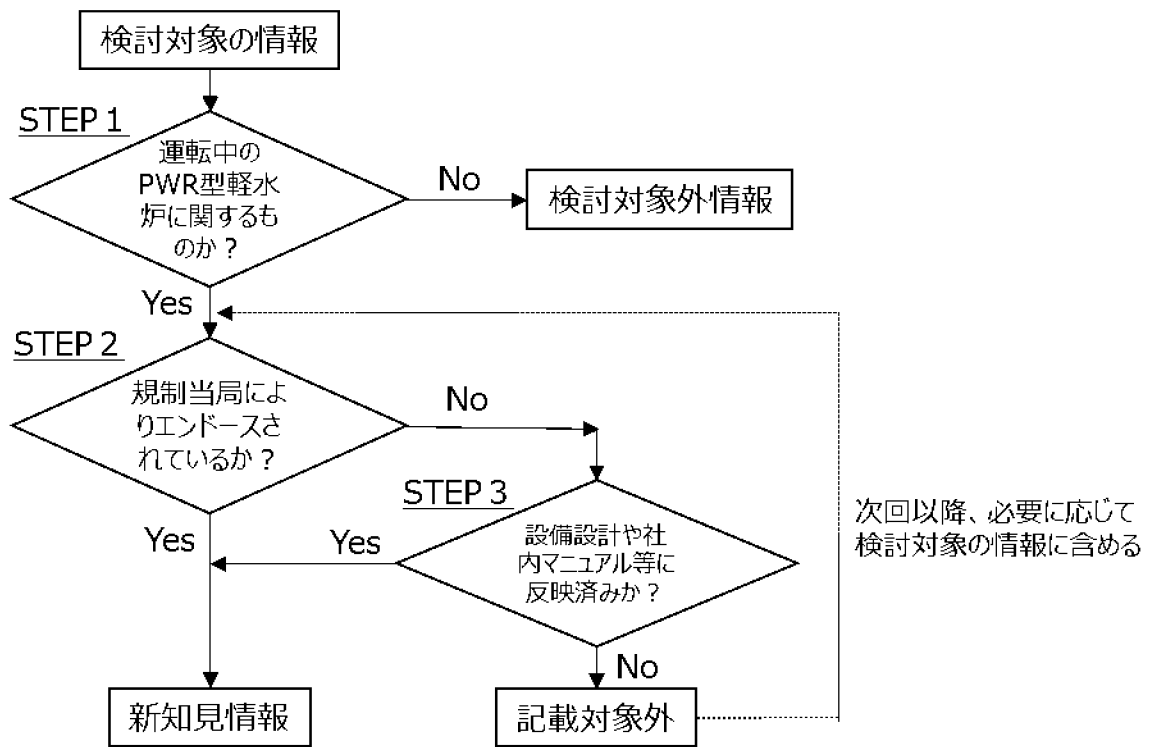 検討対象の情報
STEP 1
運転中の
PWR型軽水
炉に関するも
のか？
No
検討対象外情報
Yes
STEP 2
規制当局によ
りエンドースさ
れているか？
No
STEP 3
Yes
Yes
設備設計や社
内マニュアル等に
反映済みか？
次回以降、必要に応じて
検討対象の情報に含める
No
新知見情報
記載対象外